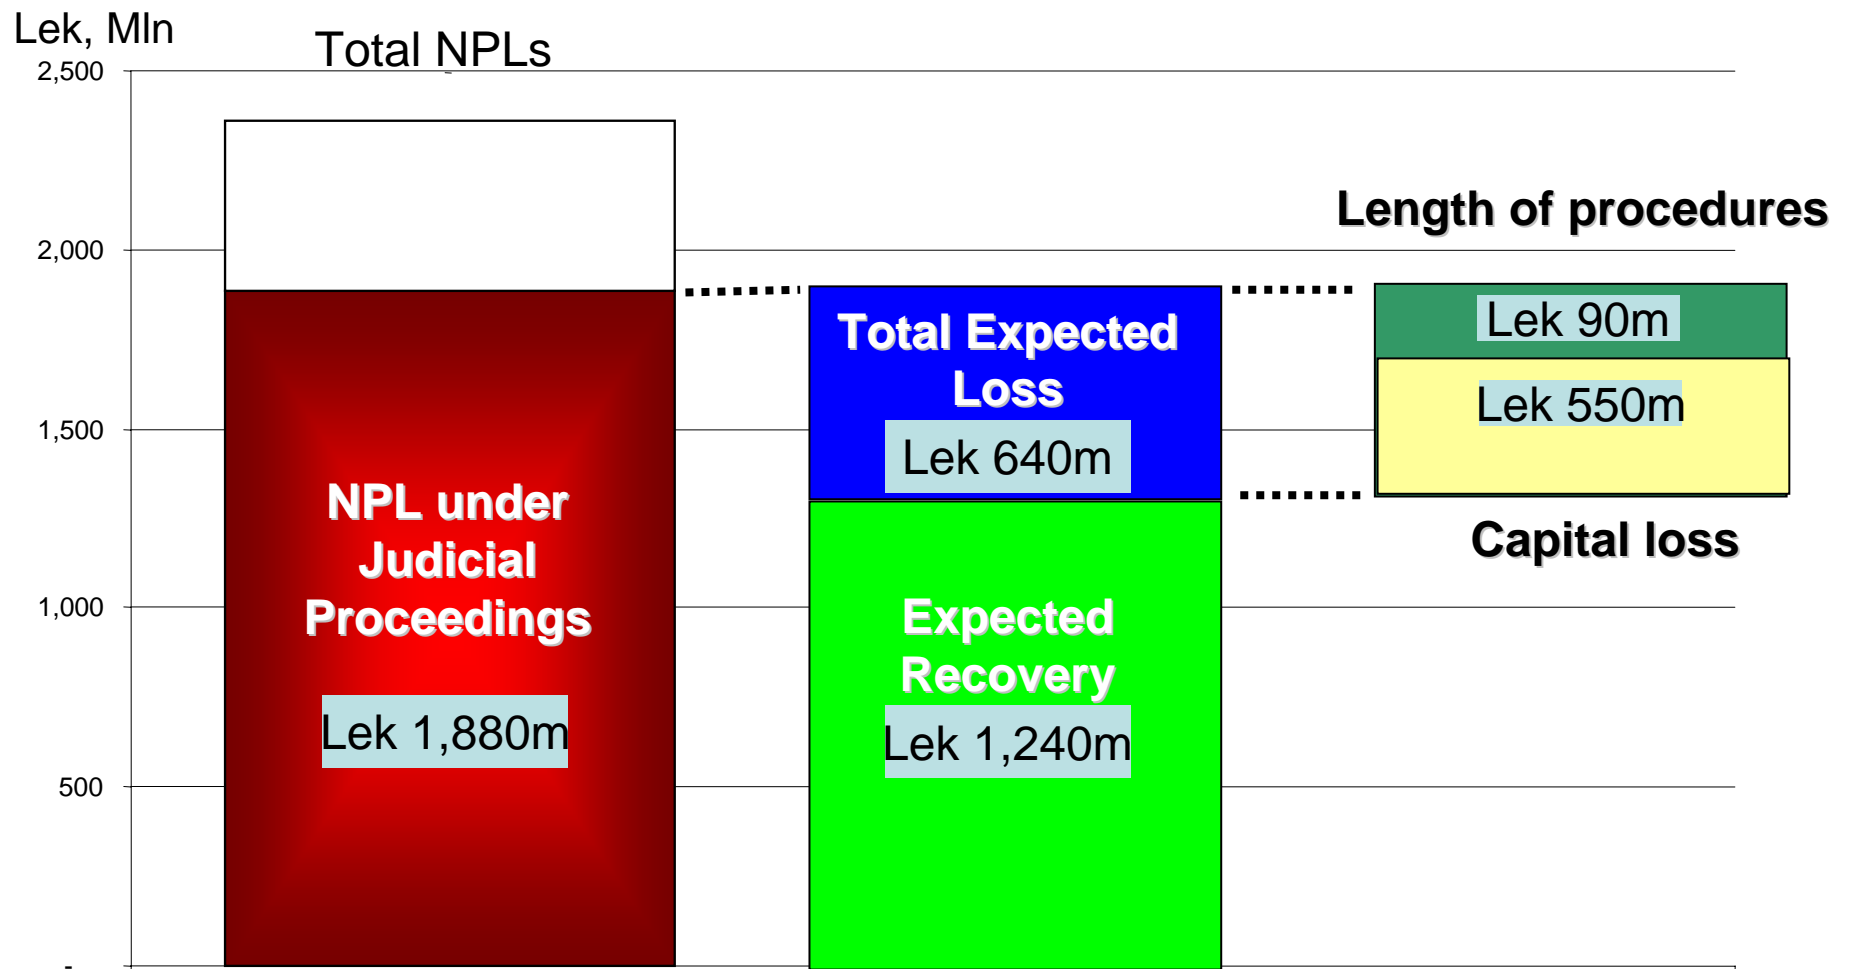 Lek, Mln
Total NPLs
2,500
2,000
1,500
1,000
500
-
NPL under
Judicial
Proceedings
Lek 1,880m
Total Expected
Loss
Lek 640m
Expected
Recovery
Lek 1,240m
Length of procedures
Lek 90m
Lek 550m
Capital loss